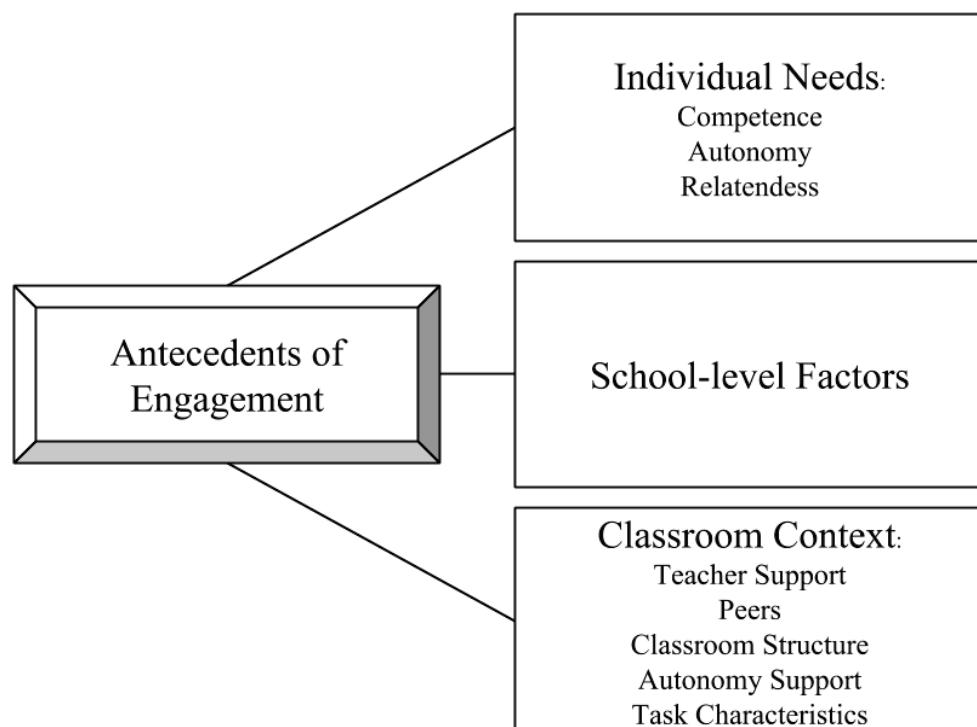 Individual Needs:
Competence
Autonomy
Relatendess
Antecedents of
Engagement
School-level Factors
Classroom Context:
Teacher Support
Peers
Classroom Structure
Autonomy Support
Task Characteristics